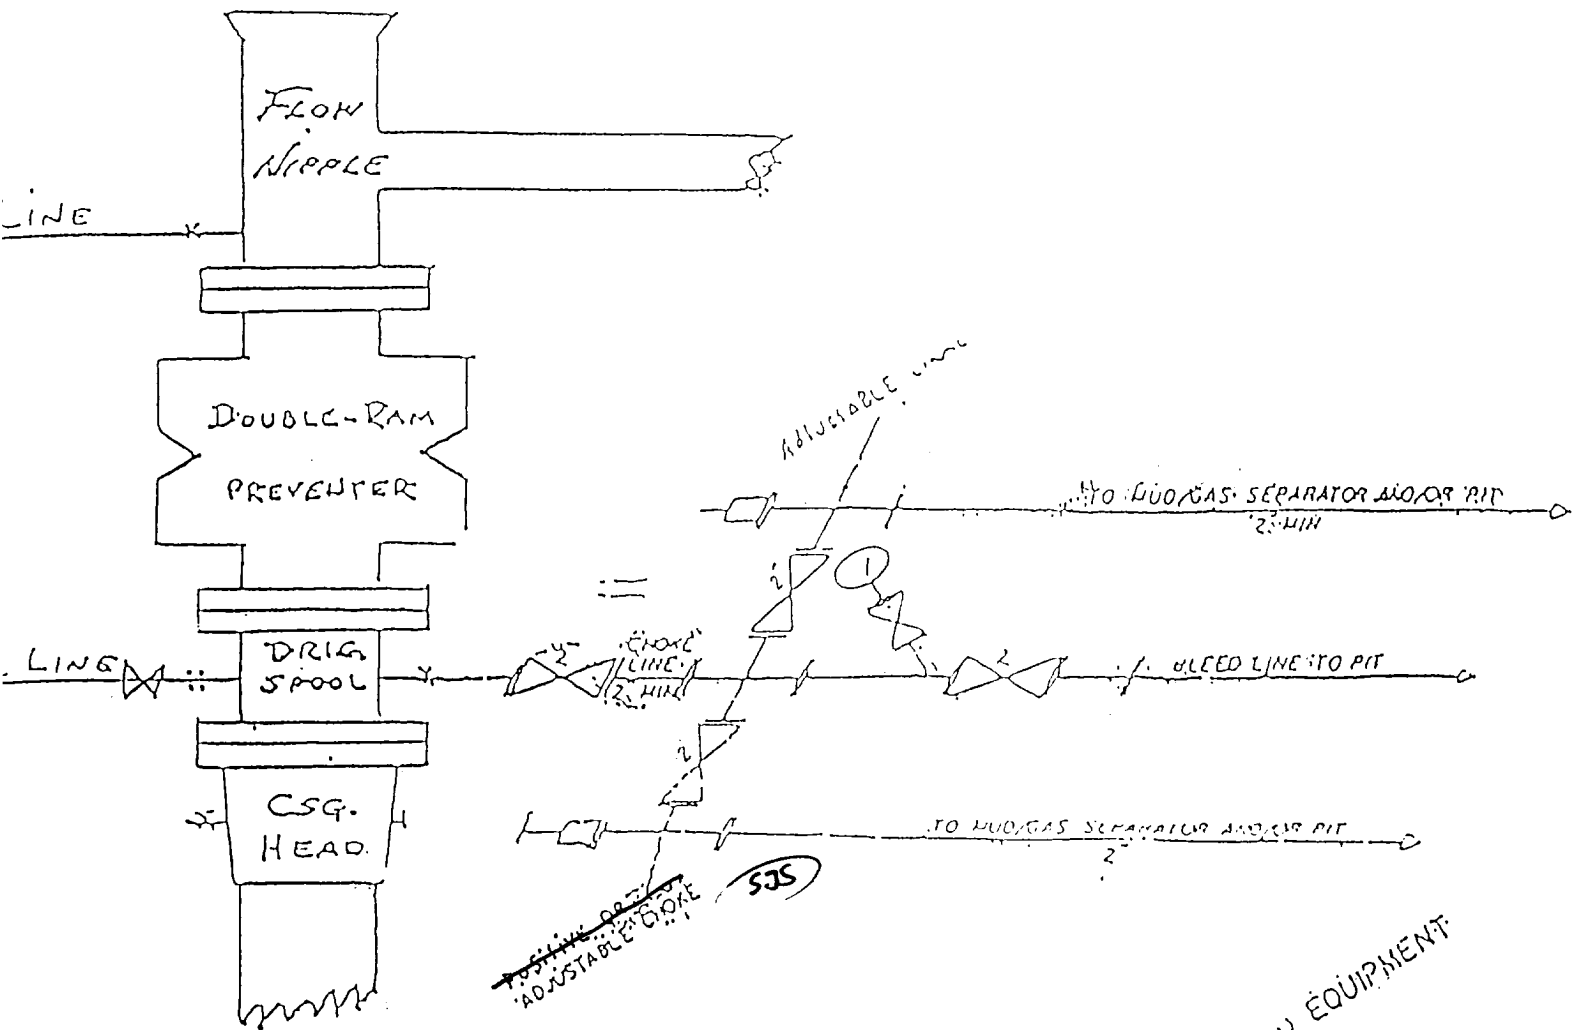 FLOW
NIPPLE
LINE
DOUBLE-RAM
PREVENTER
ADJUSTABLE
TO MUD/GAS SEPARATOR AND/OR PIT
2" MIN
2"
1
LINE
DRLG
SPOOL
2"
CHOKE
LINE
2" MIN
2
BLEED LINE TO PIT
2
CSG.
HEAD
TO MUD/GAS SEPARATOR AND/OR PIT
2"
SJS
POSITIVE OR
ADJUSTABLE CHOKE
EQUIPMENT